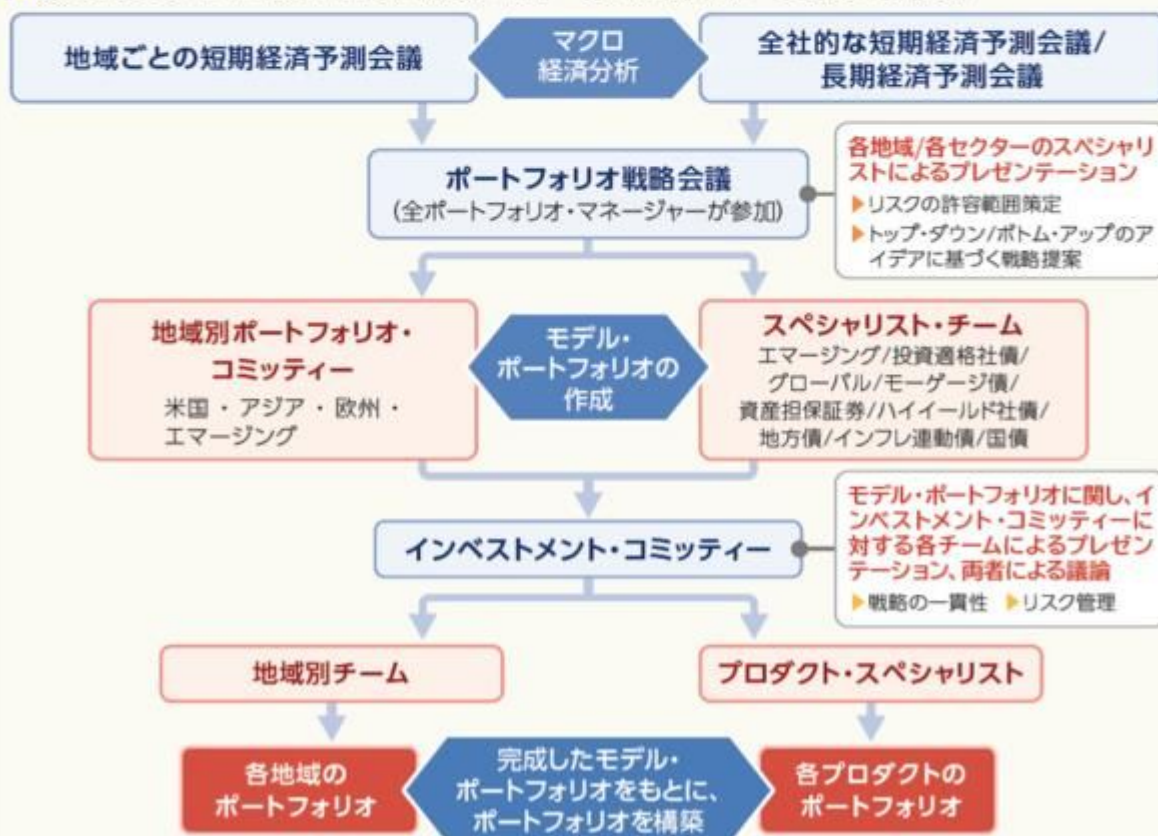 地域ごとの短期経済予測会議
マクロ
経済分析
全社的な短期経済予測会議/
長期経済予測会議
ポートフォリオ戦略会議
(全ポートフォリオ・マネージャーが参加)
各地域/各セクターのスペシャリ
ストによるプレゼンテーション
▶リスクの許容範囲策定
▶トップ・ダウン/ボトム・アップのア
イデアに基づく戦略提案
地域別ポートフォリオ・
コミッティー
米国・アジア・欧州・
エマージング
モデル・
ポートフォリオの
作成
スペシャリスト・チーム
エマージング/投資適格社債/
グローバル/モーゲージ債/
資産担保証券/ハイイールド社債/
地方債/インフレ連動債/国債
インベストメント・コミッティー
モデル・ポートフォリオに関し、イ
ンベストメント・コミッティーに
対する各チームによるプレゼン
テーション、両者による議論
▶戦略の一貫性 ▶リスク管理
地域別チーム
プロダクト・スペシャリスト
各地域の
ポートフォリオ
完成したモデル・
ポートフォリオをもとに、
ポートフォリオを構築
各プロダクトの
ポートフォリオ